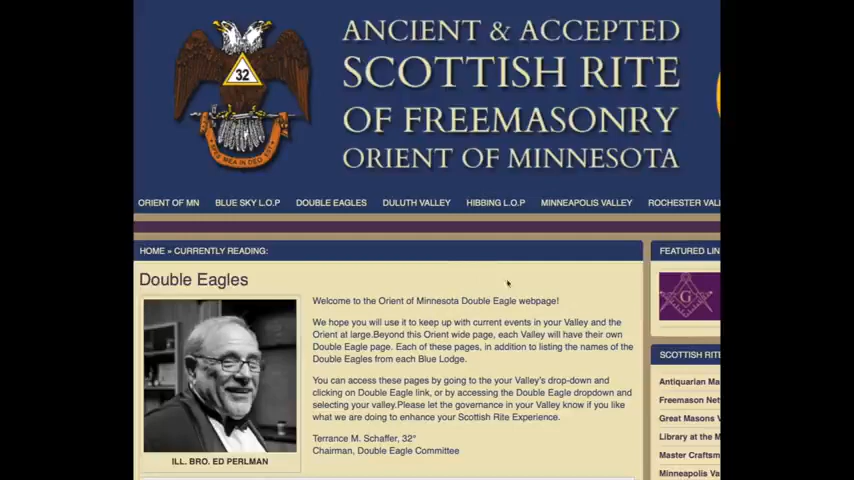 ANCIENT & ACCEPTED
SCOTTISH RITE
OF FREEMASONRY
ORIENT OF MINNESOTA
32
ORIENT OF MN BLUE SKY L.O.P DOUBLE EAGLES DULUTH VALLEY HIBBING L.O.P MINNEAPOLIS VALLEY ROCHESTER VAL
HOME » CURRENTLY READING:
FEATURED LIN
Double Eagles
Welcome to the Orient of Minnesota Double Eagle webpage!
We hope you will use it to keep up with current events in your Valley and the
Orient at large.Beyond this Orient wide page, each Valley will have their own
Double Eagle page. Each of these pages, in addition to listing the names of the
Double Eagles from each Blue Lodge.
You can access these pages by going to the your Valley's drop-down and
clicking on Double Eagle link, or by accessing the Double Eagle dropdown and
selecting your valley.Please let the governance in your Valley know if you like
what we are doing to enhance your Scottish Rite Experience.
Terrance M. Schaffer, 32°
Chairman, Double Eagle Committee
ILL. BRO. ED PERLMAN
G
SCOTTISH RITE
Antiquarian Ma
Freemason Net
Great Masons V
Library at the M
Master Craftsm
Minneapolis Va